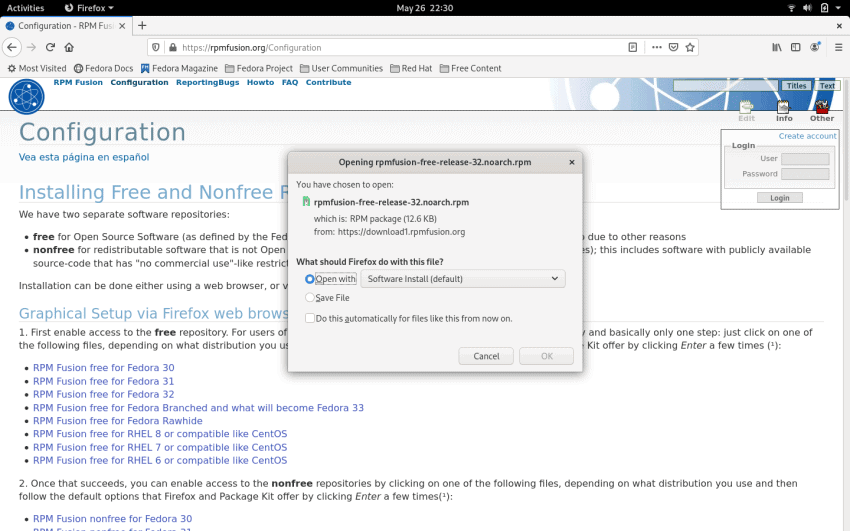 Activities Firefox May 26 22:30
Configuration - RPM Fus
https://rpmfusion.org/Configuration
Most Visited Fedora Docs Fedora Magazine Fedora Project User Communities Red Hat Free Content
RPM Fusion Configuration ReportingBugs Howto FAQ Contribute Titles Text
Edit Info Other
Configuration
Create account
Login
User
Password
Login
Vea esta página en español
Opening rpmfusion-free-release-32.noarch.rpm
You have chosen to open:
rpmfusion-free-release-32.noarch.rpm
which is: RPM package (12.6 KB)
from: https://download1.rpmfusion.org
What should Firefox do with this file?
Open with Software Install (default)
Save File
Do this automatically for files like this from now on.
Cancel OK
Installing Free and Nonfree
We have two separate software repositories:
free for Open Source Software (as defined by the Fed due to other reasons
nonfree for redistributable software that is not Open ; this includes software with publicly available
source-code that has "no commercial use"-like restric
Installation can be done either using a web browser, or v
Graphical Setup via Firefox web brows
1. First enable access to the free repository. For users of and basically only one step: just click on one of
the following files, depending on what distribution you us Kit offer by clicking Enter a few times (¹):
RPM Fusion free for Fedora 30
RPM Fusion free for Fedora 31
RPM Fusion free for Fedora 32
RPM Fusion free for Fedora Branched and what will become Fedora 33
RPM Fusion free for Fedora Rawhide
RPM Fusion free for RHEL 8 or compatible like CentOS
RPM Fusion free for RHEL 7 or compatible like CentOS
RPM Fusion free for RHEL 6 or compatible like CentOS
2. Once that succeeds, you can enable access to the nonfree repositories by clicking on one of the following files, depending on what distribution you use and then
follow the default options that Firefox and Package Kit offer by clicking Enter a few times(¹):
RPM Fusion nonfree for Fedora 30
RPM Fusion nonfree for Fedora 31